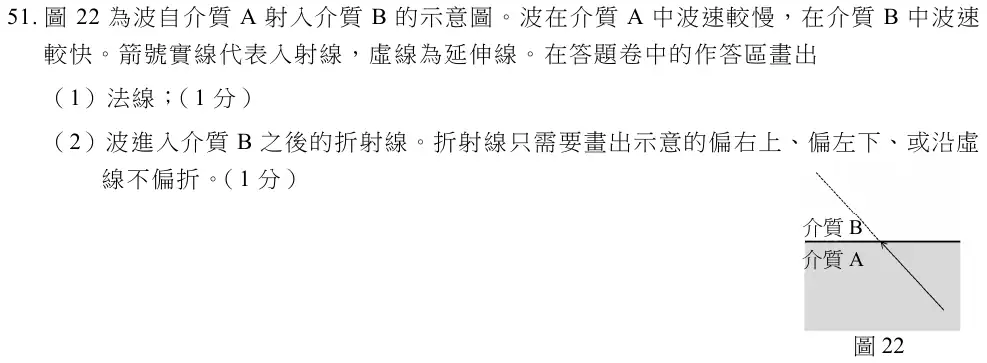 51. 圖 22 為波自介質 A 射入介質 B 的示意圖。波在介質 A 中波速較慢，在介質 B 中波速
較快。箭號實線代表入射線，虛線為延伸線。在答題卷中的作答區畫出
（1）法線；（1 分）
（2）波進入介質 B 之後的折射線。折射線只需要畫出示意的偏右上、偏左下、或沿虛
線不偏折。（1 分）
介質 B
介質 A
圖 22